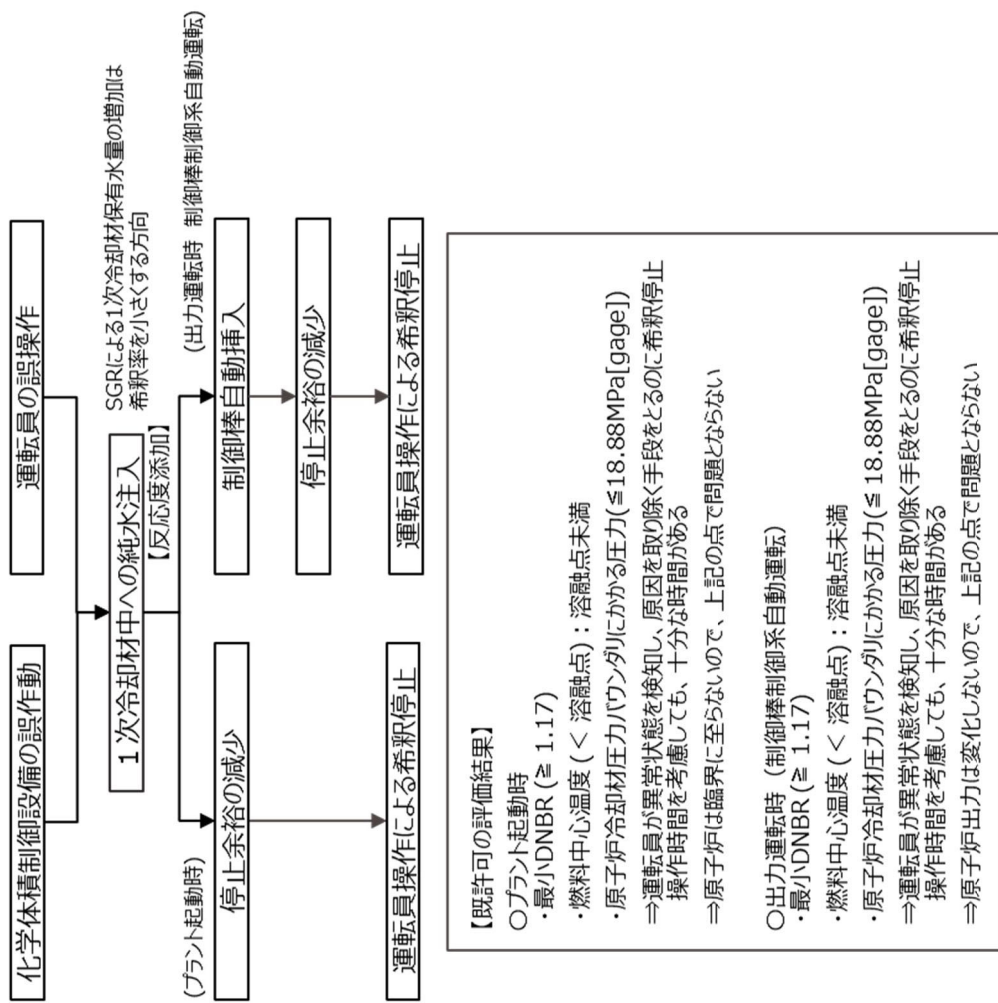 化学体積制御設備の誤作動
運転員の誤操作
1次冷却材中への純水注入
【反応度添加】
SGRによる1次冷却材保有水量の増加は
希釈率を小さくする方向
(プラント起動時)
(出力運転時 制御棒制御系自動運転)
停止余裕の減少
運転員操作による希釈停止
制御棒自動挿入
停止余裕の減少
運転員操作による希釈停止
【既許可の評価結果】
○プラント起動時
・最小DNBR(≧ 1.17)
・燃料中心温度(< 溶融点):溶融点未満
・原子炉冷却材圧力バウンダリにかかる圧力(≦18.88MPa[gage])
⇒運転員が異常状態を検知し、原因を取り除く手段をとるのに希釈停止
操作時間を考慮しても、十分な時間がある
⇒原子炉は臨界に至らないので、上記の点で問題とならない
○出力運転時 (制御棒制御系自動運転)
・最小DNBR(≧ 1.17)
・燃料中心温度(< 溶融点):溶融点未満
・原子炉冷却材圧力バウンダリにかかる圧力(≦ 18.88MPa[gage])
⇒運転員が異常状態を検知し、原因を取り除く手段をとるのに希釈停止
操作時間を考慮しても、十分な時間がある
⇒原子炉出力は変化しないので、上記の点で問題とならない